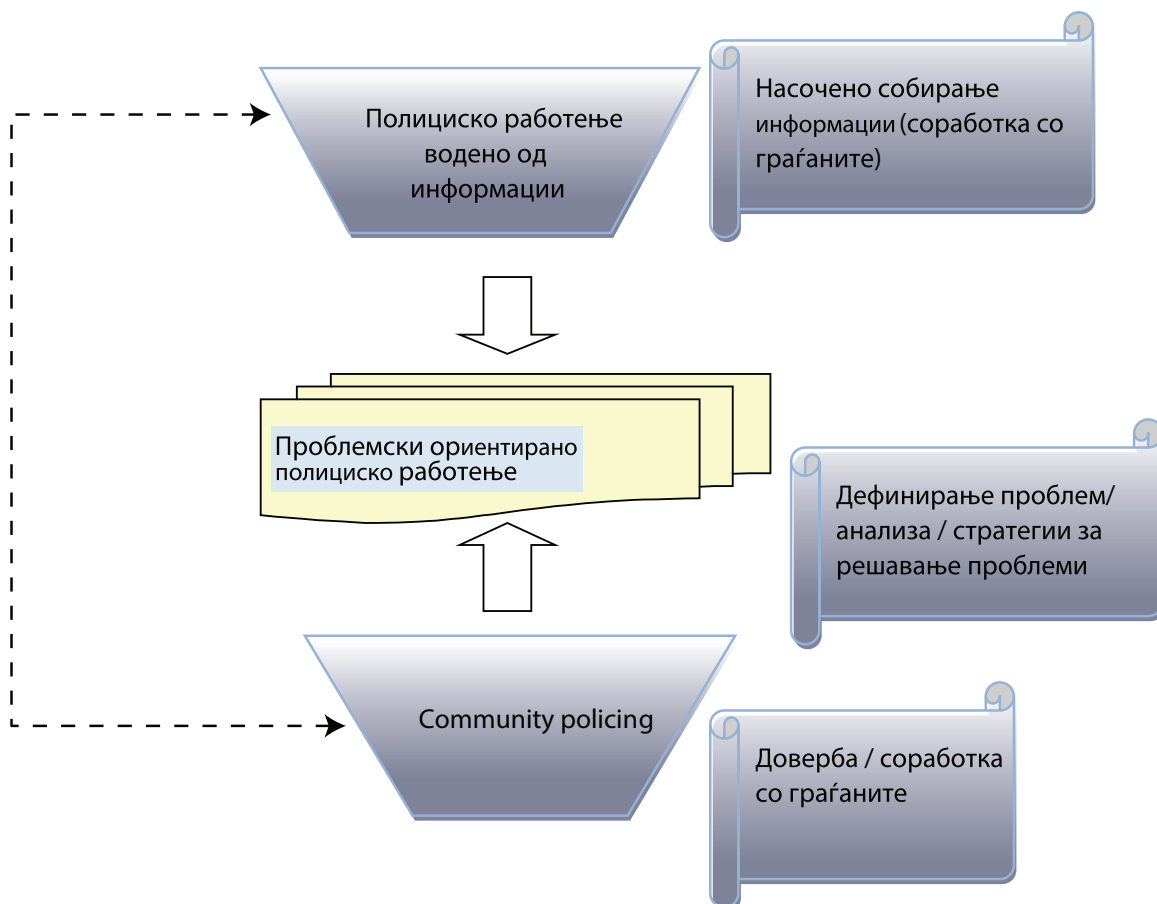 Полициско работење
водено од
информации
Насочено собирање
информации (соработка со
граѓаните)
Проблемски ориентирано
полициско работење
Дефинирање проблем/
анализа / стратегии за
решавање проблеми
Community policing
Доверба / соработка
со граѓаните